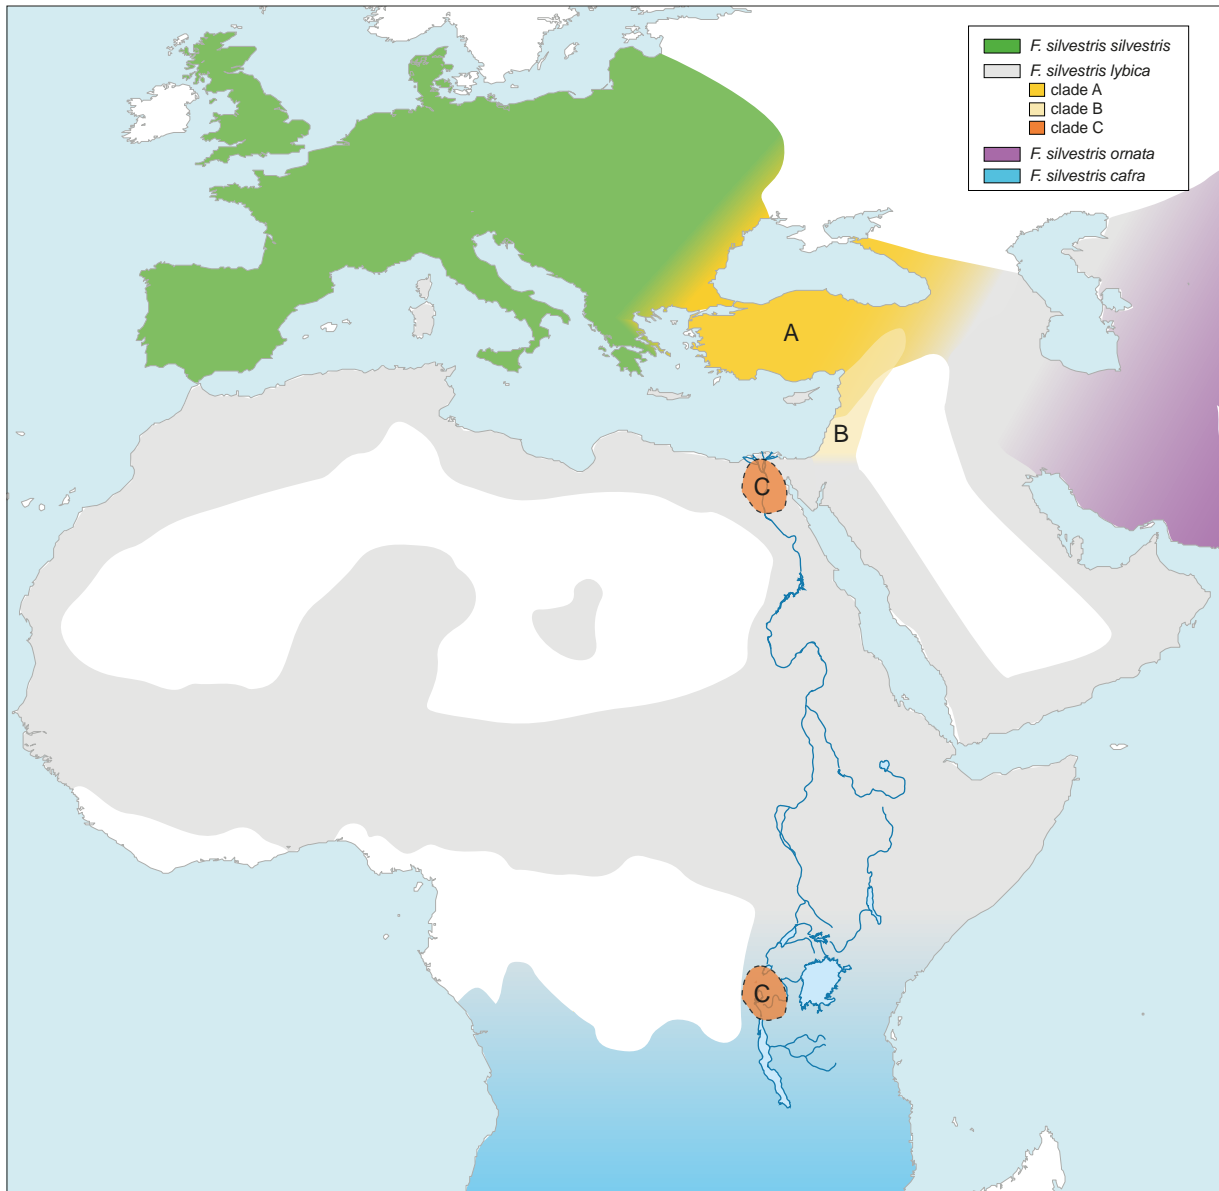 F. silvestris silvestris
F. silvestris lybica
clade A
clade B
clade C
F. silvestris ornata
F. silvestris cafra
A
B
C
C